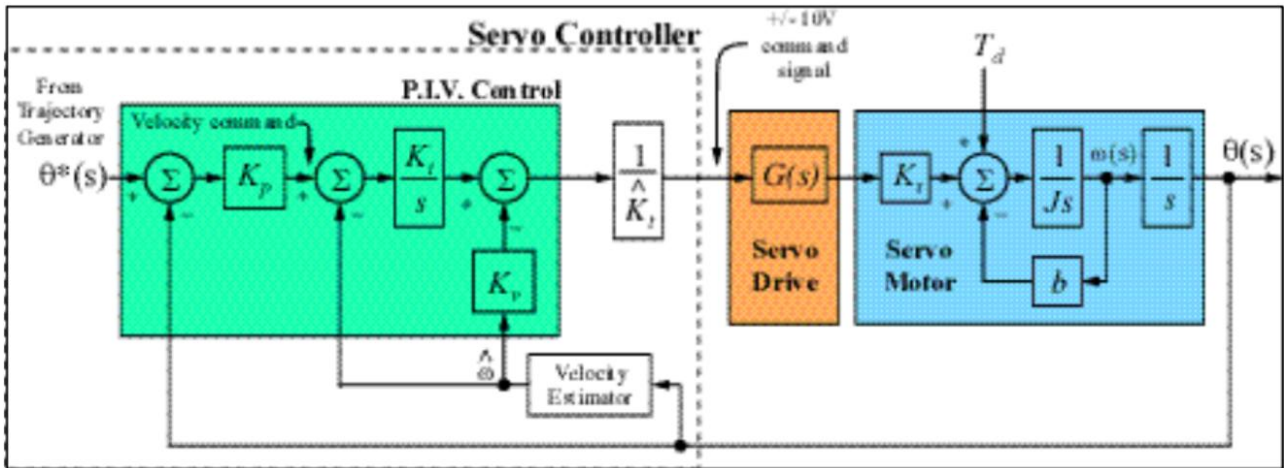 Servo Controller
+/-10V
command
signal
T_d
From
Trajectory
Generator
P.I.V. Control
Velocity command
θ*(s)
+
-
Σ
K_p
+
-
Σ
K_i
s
+
-
Σ
1
K̂_t
G(s)
K_t
+
+
-
Σ
1
Js
ω(s)
1
s
θ(s)
K_v
Servo
Drive
Servo
Motor
b
ω̂
Velocity
Estimator